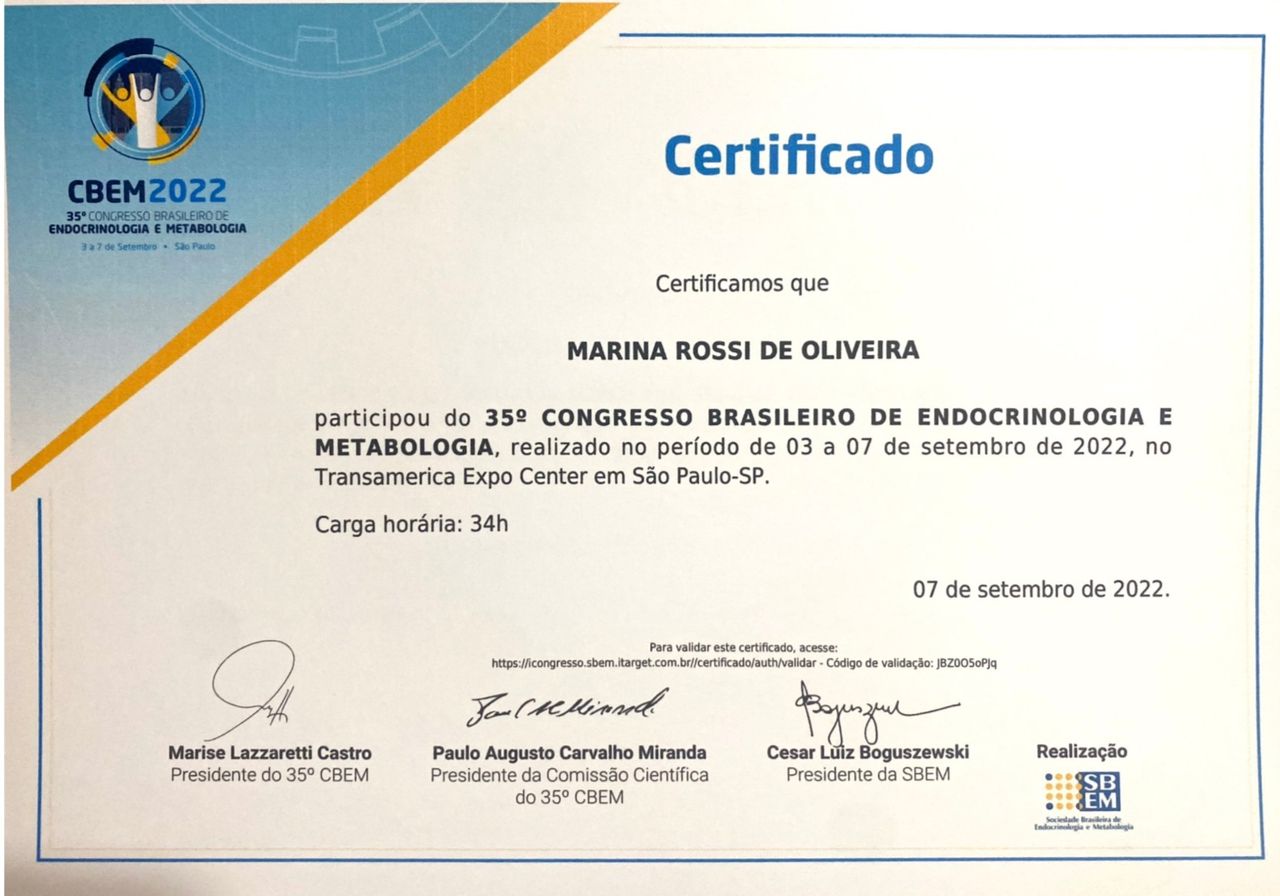 CBEM2022
35º CONGRESSO BRASILEIRO DE
ENDOCRINOLOGIA E METABOLOGIA
3 a 7 de Setembro • São Paulo
Certificado
Certificamos que
MARINA ROSSI DE OLIVEIRA
participou do 35º CONGRESSO BRASILEIRO DE ENDOCRINOLOGIA E
METABOLOGIA, realizado no período de 03 a 07 de setembro de 2022, no
Transamerica Expo Center em São Paulo-SP.
Carga horária: 34h
07 de setembro de 2022.
Para validar este certificado, acesse:
https://icongresso.sbem.itarget.com.br//certificado/auth/validar - Código de validação: JBZ0O5oPJq
Marise Lazzaretti Castro
Presidente do 35º CBEM
Paulo Augusto Carvalho Miranda
Presidente da Comissão Científica
do 35º CBEM
Cesar Luiz Boguszewski
Presidente da SBEM
Realização
SB
EM
Sociedade Brasileira de
Endocrinologia e Metabologia